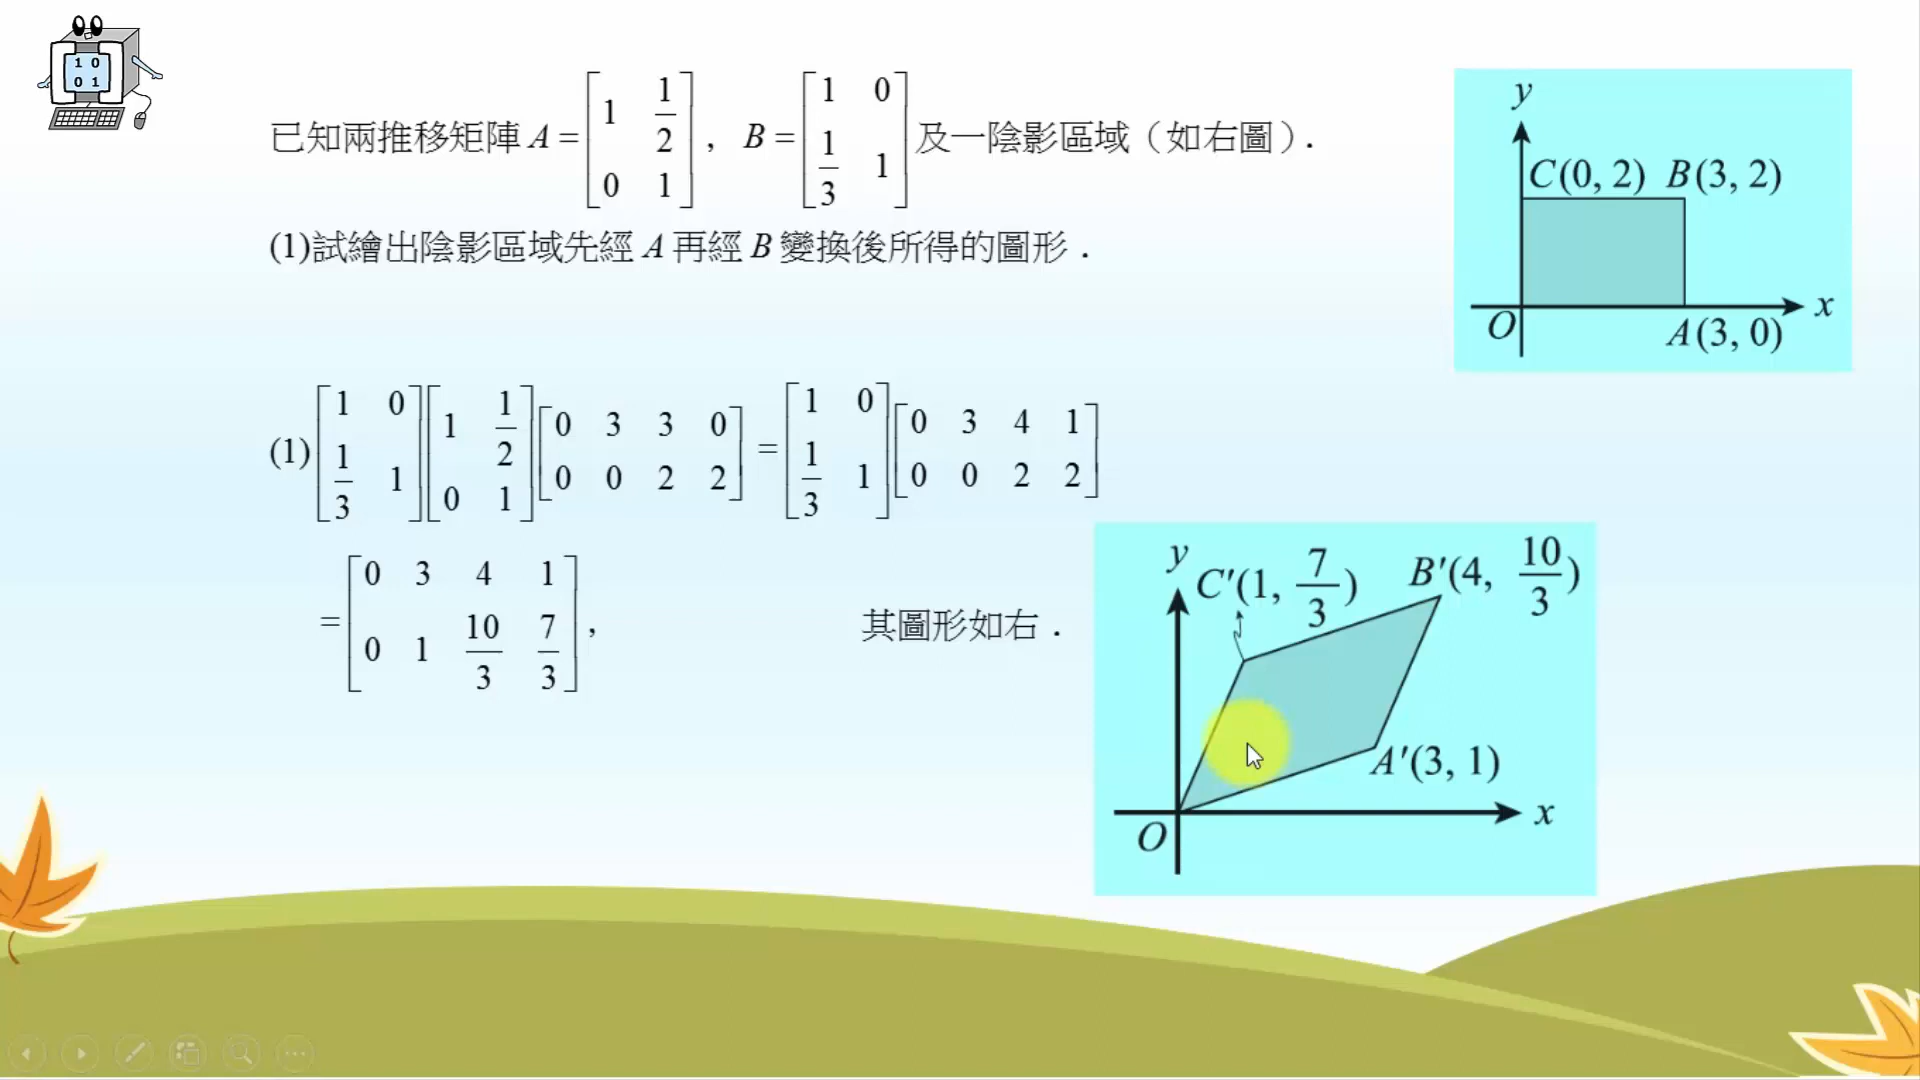 1 0
0 1
已知兩推移矩陣 A = [1 1/2; 0 1] , B = [1 0; 1/3 1] 及一陰影區域（如右圖）.
(1)試繪出陰影區域先經 A 再經 B 變換後所得的圖形．
y
C(0, 2) B(3, 2)
O A(3, 0) x
(1) [1 0; 1/3 1] [1 1/2; 0 1] [0 3 3 0; 0 0 2 2] = [1 0; 1/3 1] [0 3 4 1; 0 0 2 2]
= [0 3 4 1; 0 1 10/3 7/3] , 其圖形如右．
y C′(1, 7/3) B′(4, 10/3)
A′(3, 1)
O x